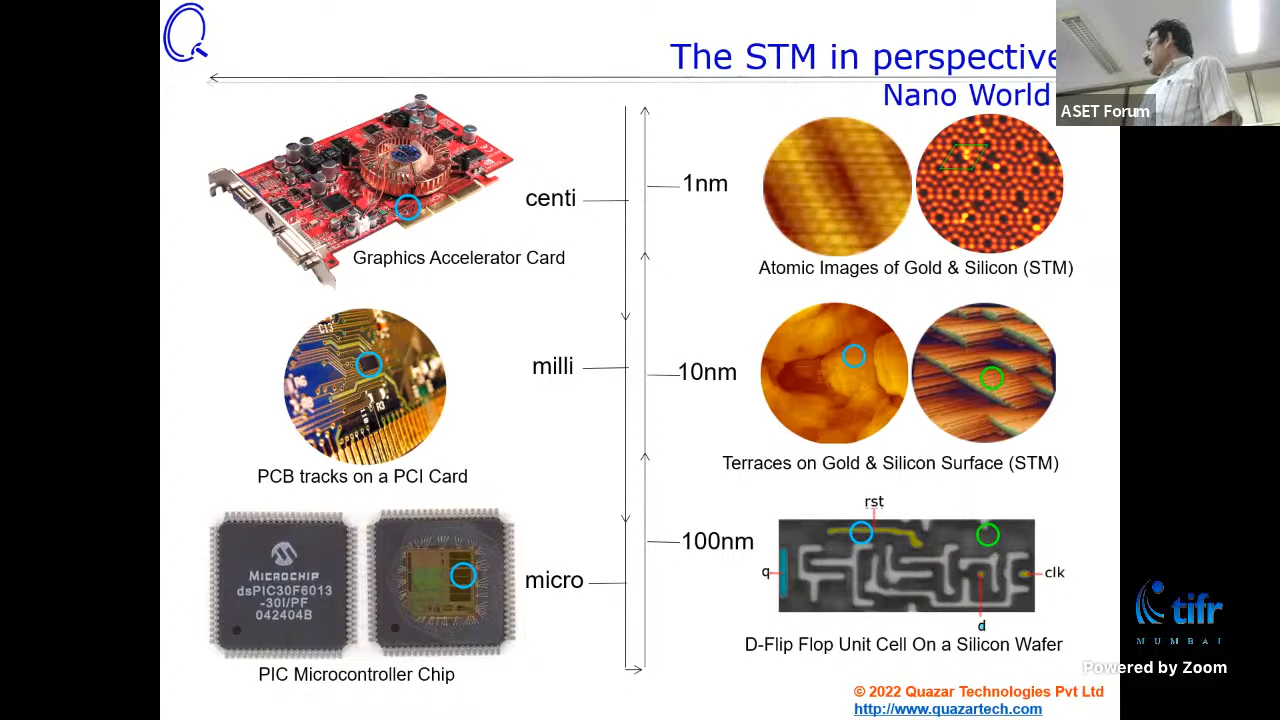 The STM in perspective
Nano World
ASET Forum
centi
1nm
Graphics Accelerator Card
Atomic Images of Gold & Silicon (STM)
C13
R6
R3
milli
10nm
PCB tracks on a PCI Card
Terraces on Gold & Silicon Surface (STM)
rst
MICROCHIP
dsPIC30F6013
-30I/PF
042404B
micro
100nm
q
clk
d
D-Flip Flop Unit Cell On a Silicon Wafer
PIC Microcontroller Chip
tifr
MUMBAI
Powered by Zoom
© 2022 Quazar Technologies Pvt Ltd
http://www.quazartech.com